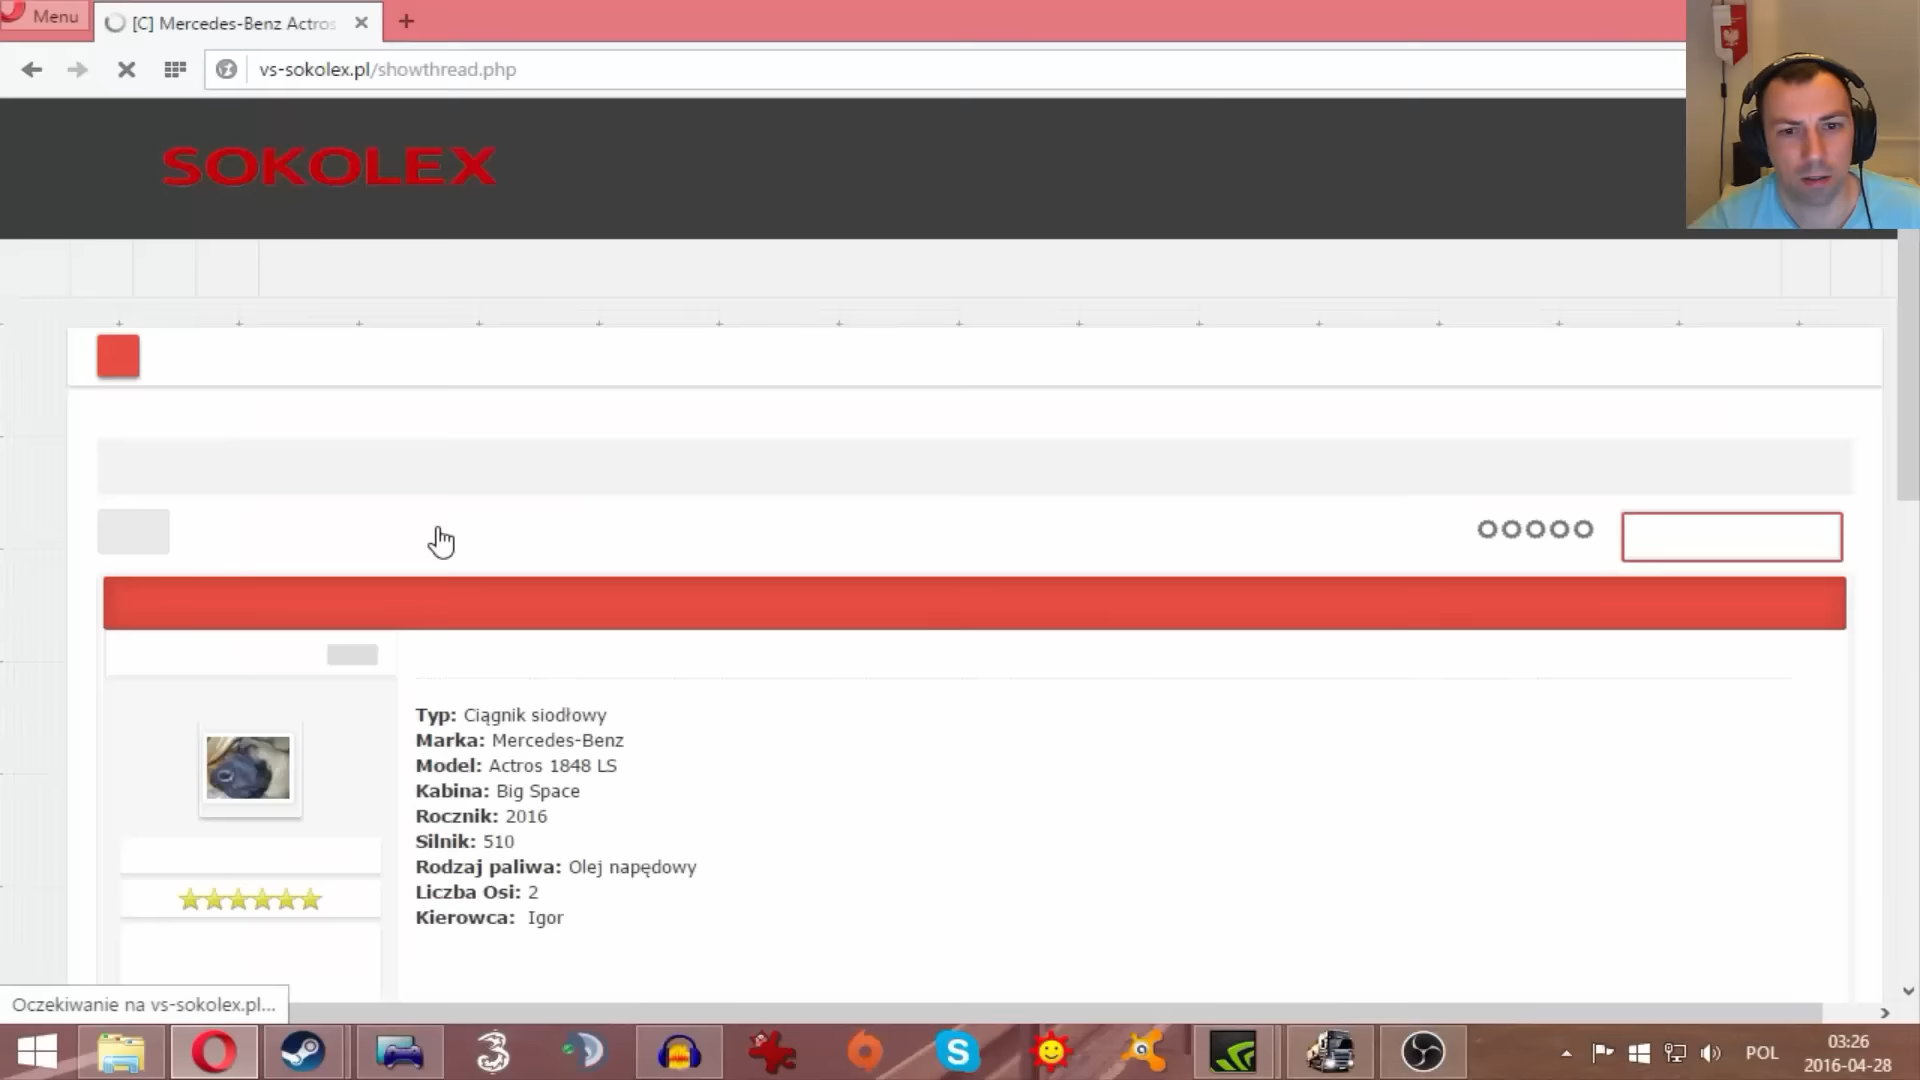 Menu
[C] Mercedes-Benz Actros
vs-sokolex.pl/showthread.php
SOKOLEX
Typ: Ciągnik siodłowy
Marka: Mercedes-Benz
Model: Actros 1848 LS
Kabina: Big Space
Rocznik: 2016
Silnik: 510
Rodzaj paliwa: Olej napędowy
Liczba Osi: 2
Kierowca: Igor
Oczekiwanie na vs-sokolex.pl...
POL
03:26
2016-04-28